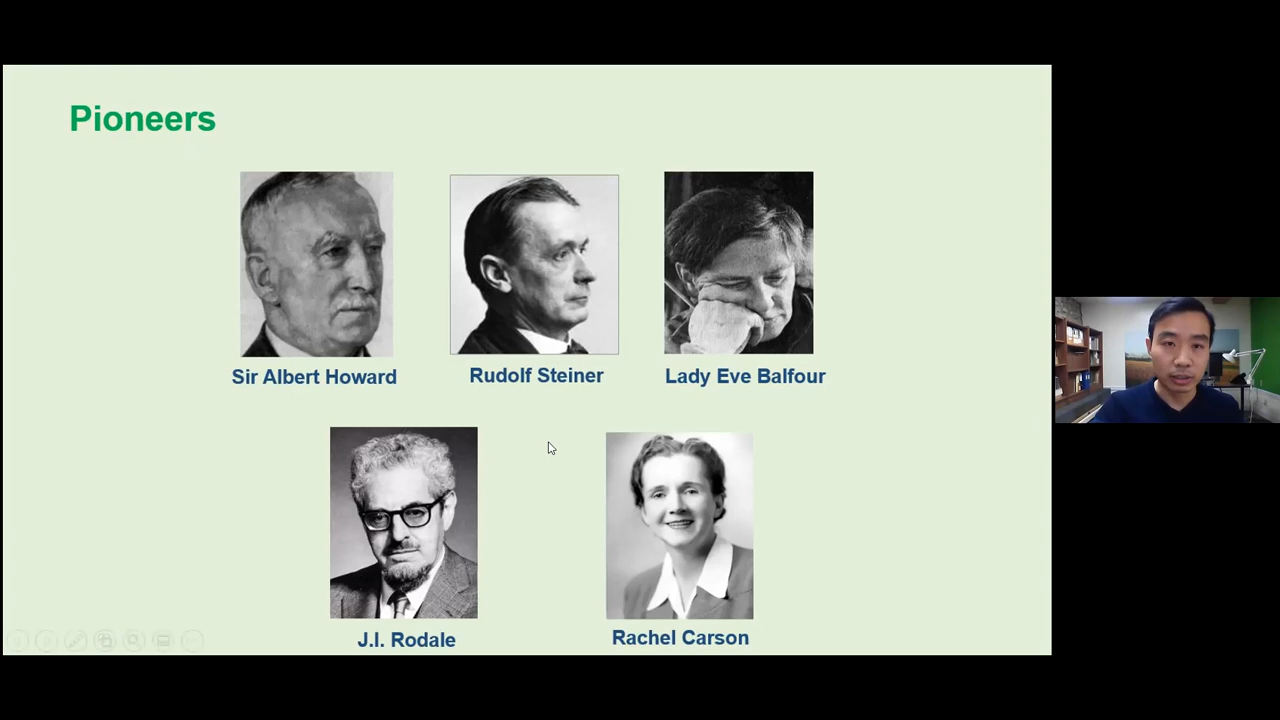 Pioneers
Sir Albert Howard
Rudolf Steiner
Lady Eve Balfour
J.I. Rodale
Rachel Carson